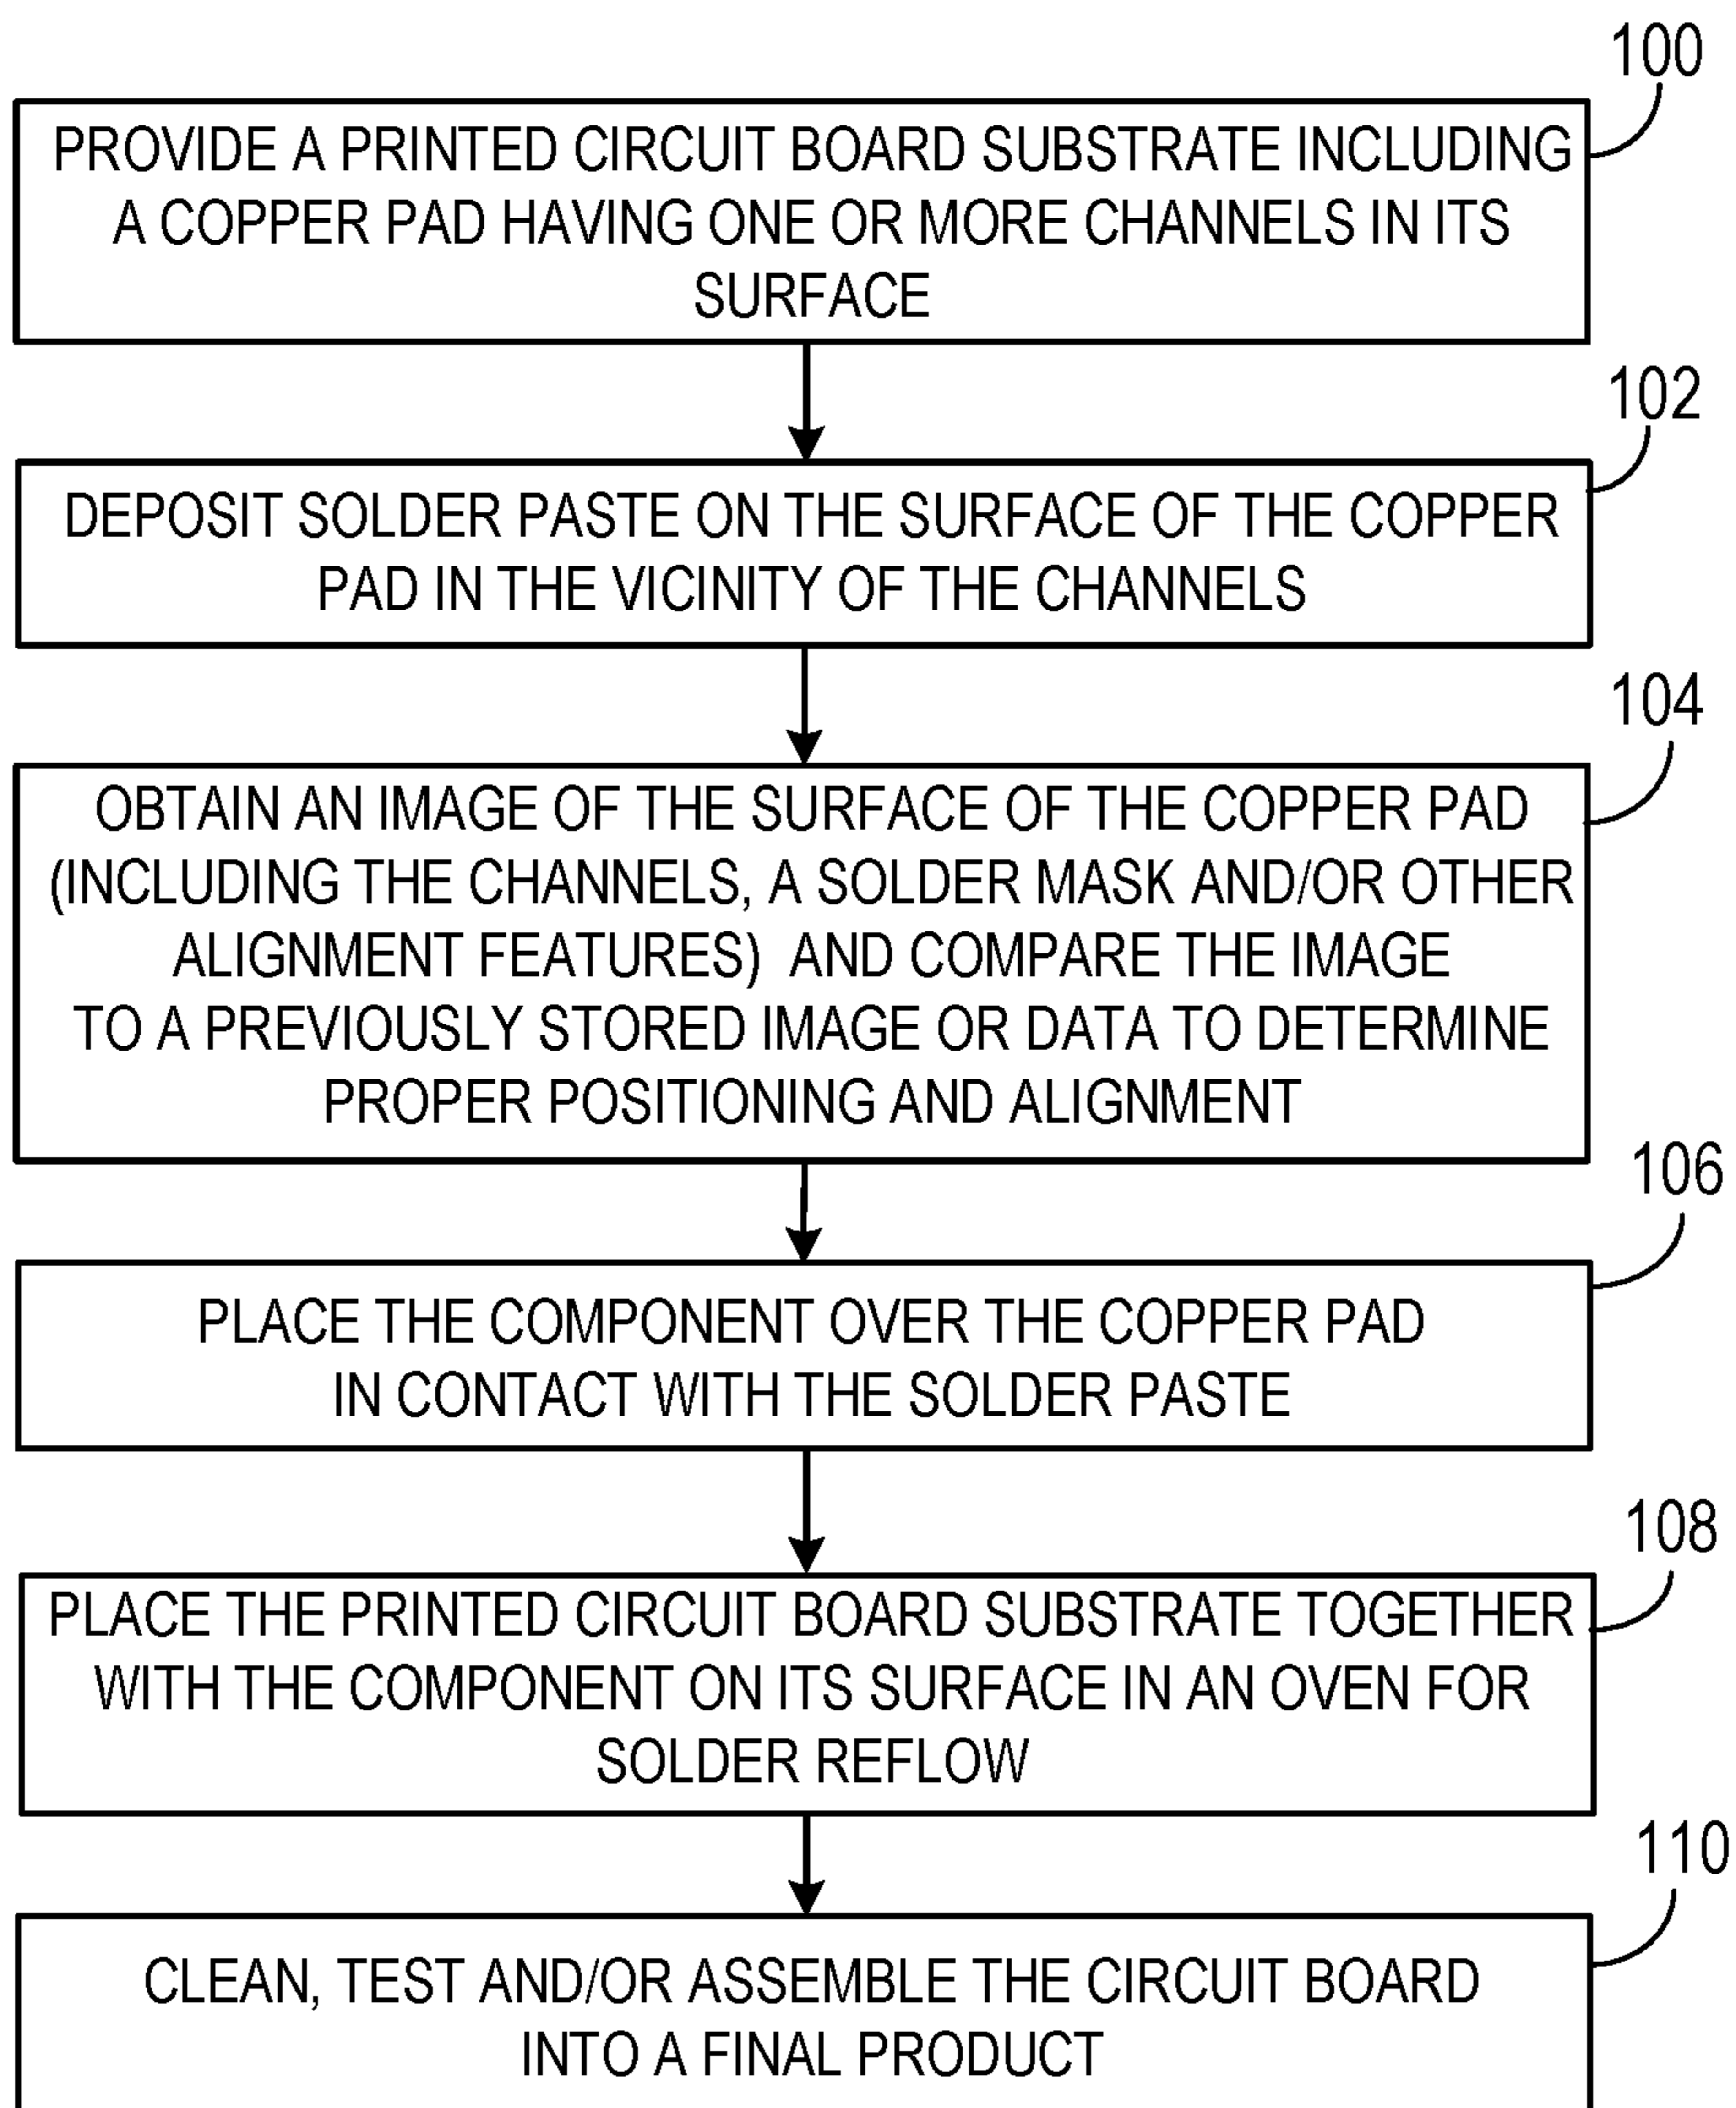 100
PROVIDE A PRINTED CIRCUIT BOARD SUBSTRATE INCLUDING
A COPPER PAD HAVING ONE OR MORE CHANNELS IN ITS
SURFACE
102
DEPOSIT SOLDER PASTE ON THE SURFACE OF THE COPPER
PAD IN THE VICINITY OF THE CHANNELS
104
OBTAIN AN IMAGE OF THE SURFACE OF THE COPPER PAD
(INCLUDING THE CHANNELS, A SOLDER MASK AND/OR OTHER
ALIGNMENT FEATURES) AND COMPARE THE IMAGE
TO A PREVIOUSLY STORED IMAGE OR DATA TO DETERMINE
PROPER POSITIONING AND ALIGNMENT
106
PLACE THE COMPONENT OVER THE COPPER PAD
IN CONTACT WITH THE SOLDER PASTE
108
PLACE THE PRINTED CIRCUIT BOARD SUBSTRATE TOGETHER
WITH THE COMPONENT ON ITS SURFACE IN AN OVEN FOR
SOLDER REFLOW
110
CLEAN, TEST AND/OR ASSEMBLE THE CIRCUIT BOARD
INTO A FINAL PRODUCT